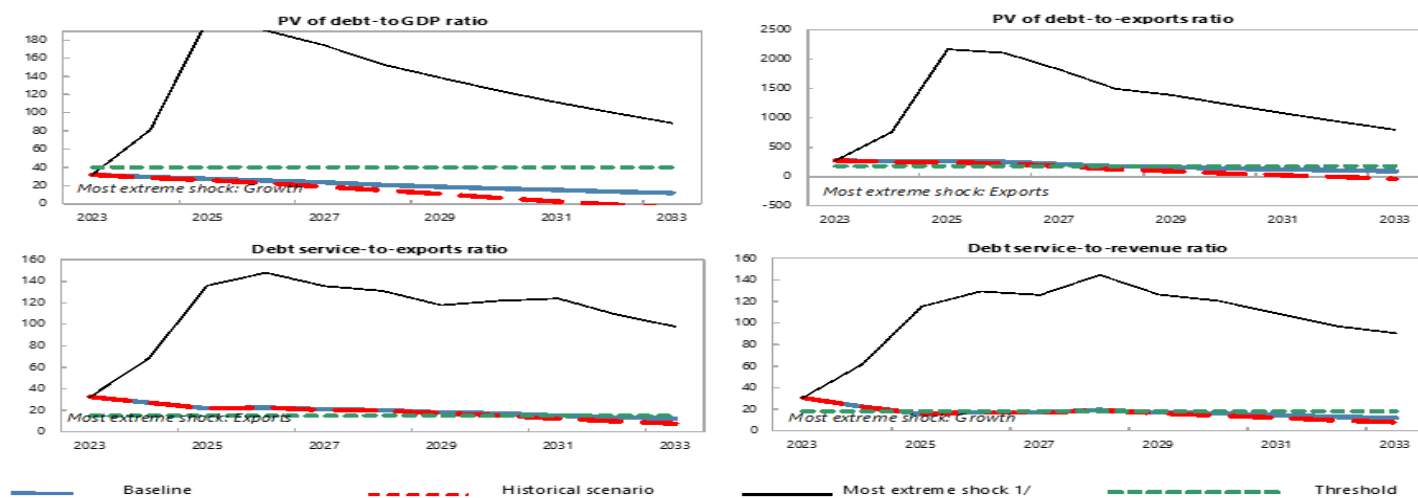 PV of debt-to GDP ratio
180
160
140
120
100
80
60
40
20
0
Most extreme shock: Growth
2023 2025 2027 2029 2031 2033
PV of debt-to-exports ratio
2500
2000
1500
1000
500
0
-500
Most extreme shock: Exports
2023 2025 2027 2029 2031 2033
Debt service-to-exports ratio
160
140
120
100
80
60
40
20
0
Most extreme shock: Exports
2023 2025 2027 2029 2031 2033
Debt service-to-revenue ratio
160
140
120
100
80
60
40
20
0
Most extreme shock: Growth
2023 2025 2027 2029 2031 2033
Baseline Historical scenario Most extreme shock 1/ Threshold